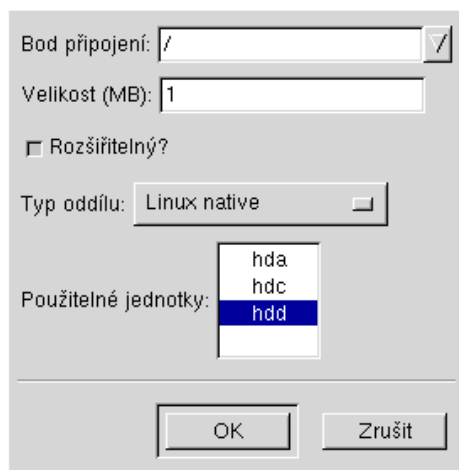 Bod připojení: /
Velikost (MB): 1
Rozšiřitelný?
Typ oddílu: Linux native
hda
hdc
Použitelné jednotky:
hdd
OK Zrušit